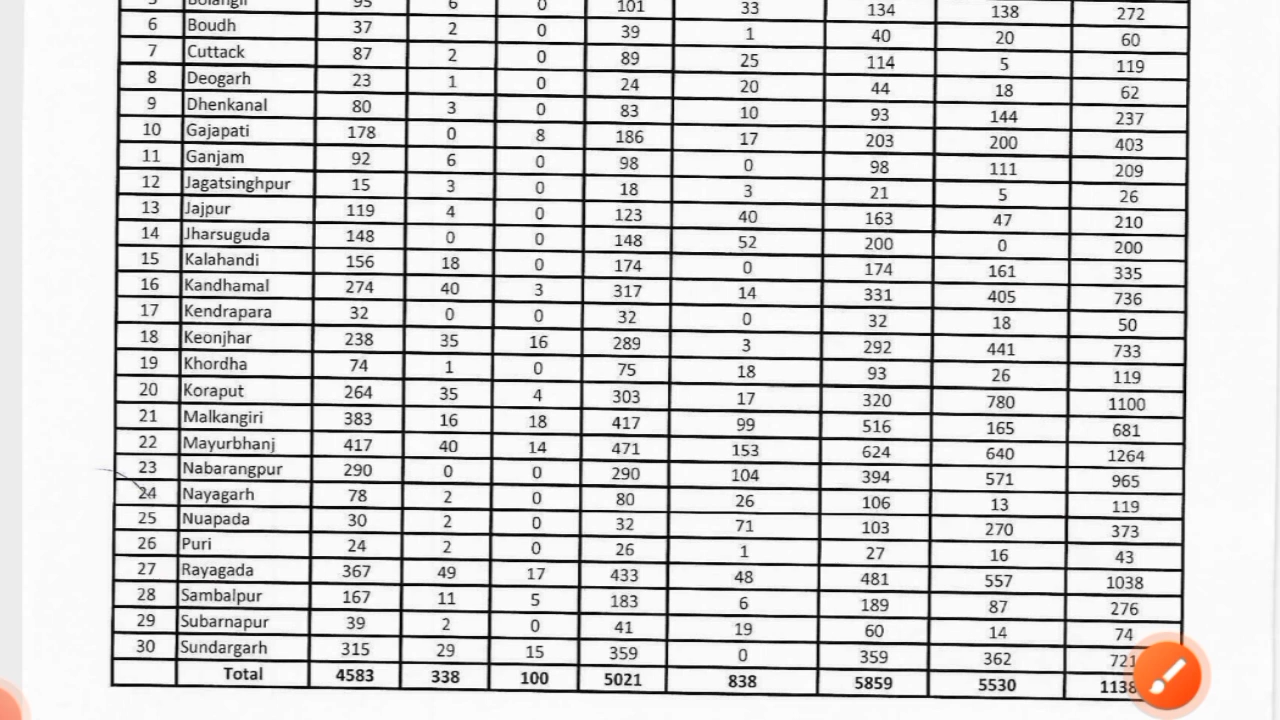 5 Bolangir 95 6 0 101 33 134 138 272
6 Boudh 37 2 0 39 1 40 20 60
7 Cuttack 87 2 0 89 25 114 5 119
8 Deogarh 23 1 0 24 20 44 18 62
9 Dhenkanal 80 3 0 83 10 93 144 237
10 Gajapati 178 0 8 186 17 203 200 403
11 Ganjam 92 6 0 98 0 98 111 209
12 Jagatsinghpur 15 3 0 18 3 21 5 26
13 Jajpur 119 4 0 123 40 163 47 210
14 Jharsuguda 148 0 0 148 52 200 0 200
15 Kalahandi 156 18 0 174 0 174 161 335
16 Kandhamal 274 40 3 317 14 331 405 736
17 Kendrapara 32 0 0 32 0 32 18 50
18 Keonjhar 238 35 16 289 3 292 441 733
19 Khordha 74 1 0 75 18 93 26 119
20 Koraput 264 35 4 303 17 320 780 1100
21 Malkangiri 383 16 18 417 99 516 165 681
22 Mayurbhanj 417 40 14 471 153 624 640 1264
23 Nabarangpur 290 0 0 290 104 394 571 965
24 Nayagarh 78 2 0 80 26 106 13 119
25 Nuapada 30 2 0 32 71 103 270 373
26 Puri 24 2 0 26 1 27 16 43
27 Rayagada 367 49 17 433 48 481 557 1038
28 Sambalpur 167 11 5 183 6 189 87 276
29 Subarnapur 39 2 0 41 19 60 14 74
30 Sundargarh 315 29 15 359 0 359 362 721
Total 4583 338 100 5021 838 5859 5530